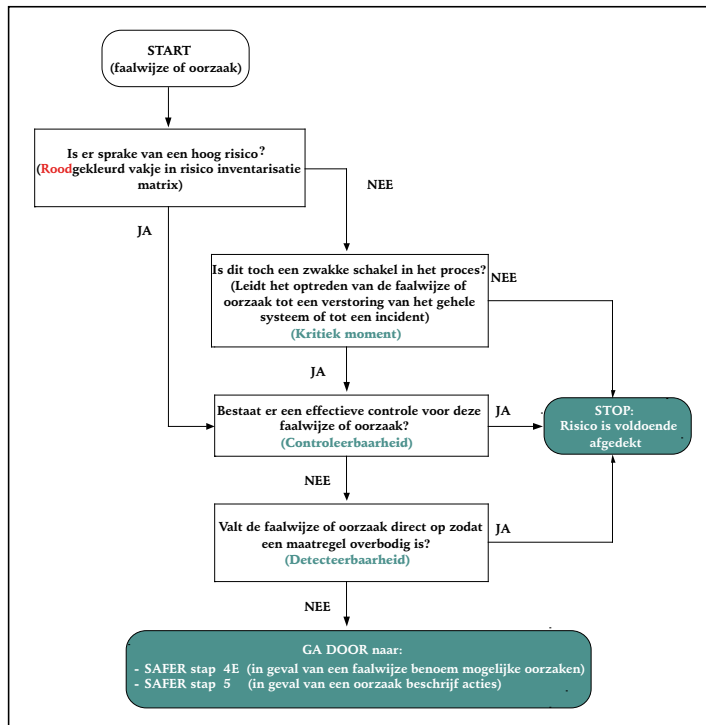 START
(faalwijze of oorzaak)
Is er sprake van een hoog risico?
(Roodgekleurd vakje in risico inventarisatie
matrix)
NEE
JA
Is dit toch een zwakke schakel in het proces?
(Leidt het optreden van de faalwijze of
oorzaak tot een verstoring van het gehele
systeem of tot een incident)
(Kritiek moment)
NEE
JA
Bestaat er een effectieve controle voor deze
faalwijze of oorzaak?
(Controleerbaarheid)
JA
STOP:
Risico is voldoende
afgedekt
NEE
Valt de faalwijze of oorzaak direct op zodat
een maatregel overbodig is?
(Detecteerbaarheid)
JA
NEE
GA DOOR naar:
- SAFER stap 4E (in geval van een faalwijze benoem mogelijke oorzaken)
- SAFER stap 5 (in geval van een oorzaak beschrijf acties)